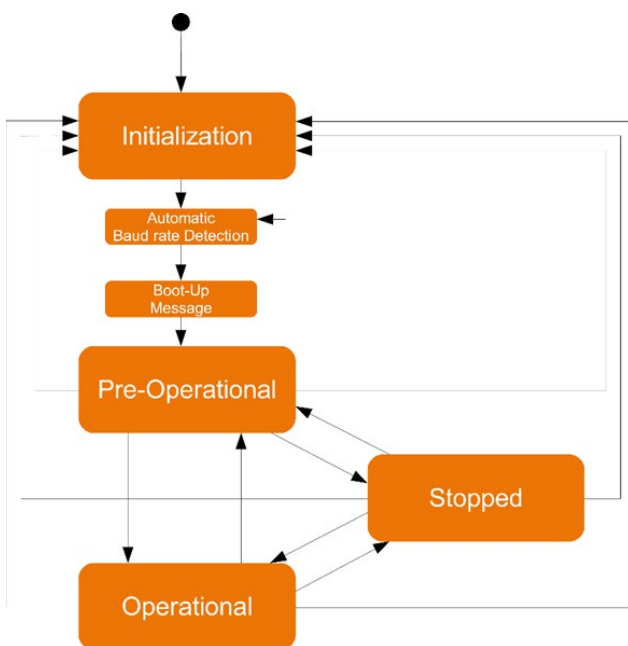 Initialization
Automatic
Baud rate Detection
Boot-Up
Message
Pre-Operational
Stopped
Operational